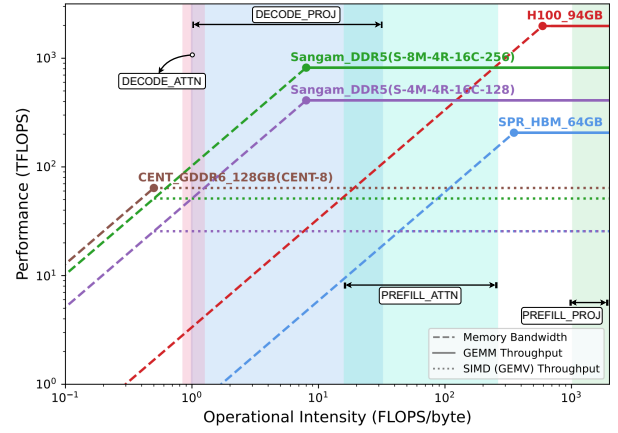 DECODE_PROJ
H100_94GB
Sangam_DDR5(S-8M-4R-16C-256)
DECODE_ATTN
Sangam_DDR5(S-4M-4R-16C-128)
SPR_HBM_64GB
CENT_GDDR6_128GB(CENT-8)
PREFILL_ATTN
PREFILL_PROJ
Memory Bandwidth
GEMM Throughput
SIMD (GEMV) Throughput
Performance (TFLOPS)
10³
10²
10¹
10⁰
10⁻¹
10⁰
10¹
10²
10³
Operational Intensity (FLOPS/byte)